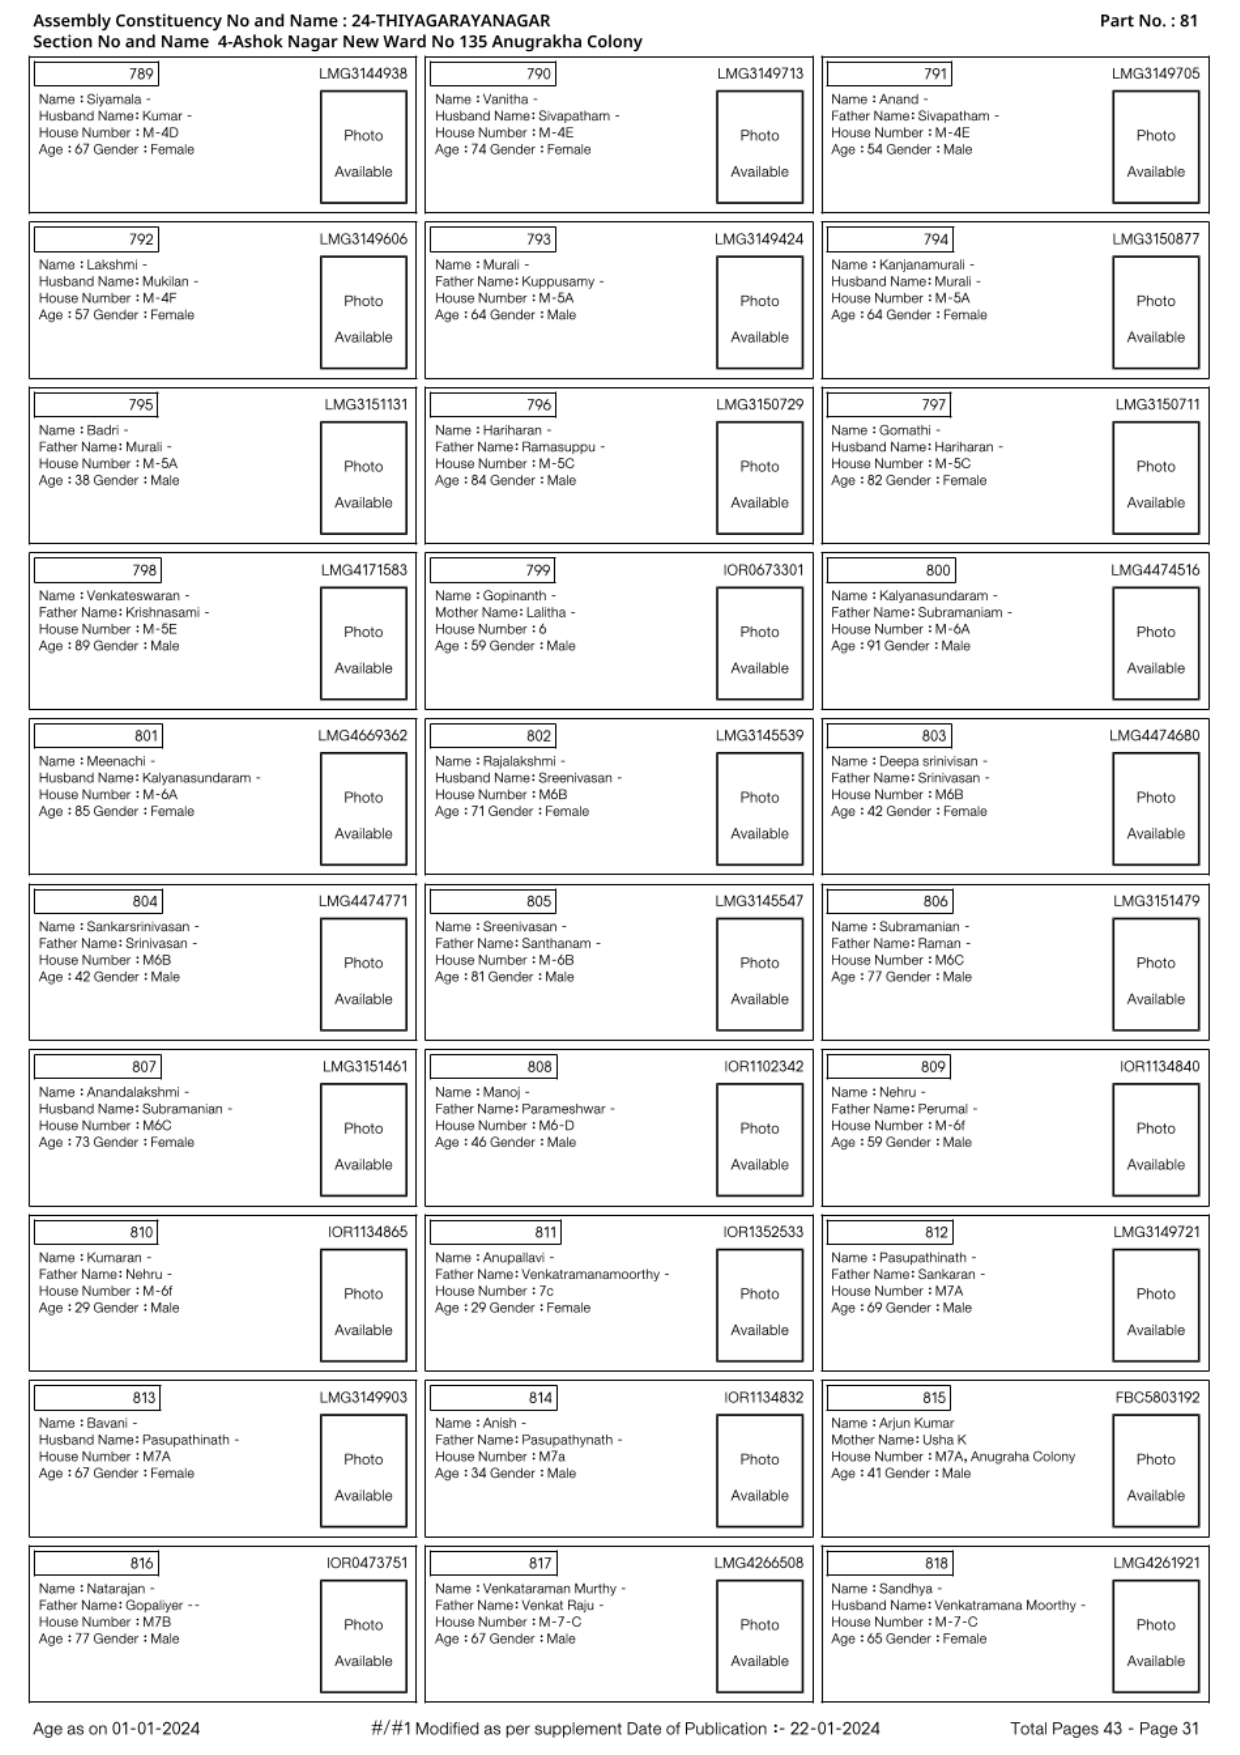 Assembly Constituency No and Name : 24-THIYAGARAYANAGAR
Part No. : 81
Section No and Name 4-Ashok Nagar New Ward No 135 Anugrakha Colony
789 LMG3144938
Name : Siyamala -
Husband Name: Kumar -
House Number : M-4D
Age : 67 Gender : Female
Photo
Available
790 LMG3149713
Name : Vanitha -
Husband Name: Sivapatham -
House Number : M-4E
Age : 74 Gender : Female
Photo
Available
791 LMG3149705
Name : Anand -
Father Name: Sivapatham -
House Number : M-4E
Age : 54 Gender : Male
Photo
Available
792 LMG3149606
Name : Lakshmi -
Husband Name: Mukilan -
House Number : M-4F
Age : 57 Gender : Female
Photo
Available
793 LMG3149424
Name : Murali -
Father Name: Kuppusamy -
House Number : M-5A
Age : 64 Gender : Male
Photo
Available
794 LMG3150877
Name : Kanjanamurali -
Husband Name: Murali -
House Number : M-5A
Age : 64 Gender : Female
Photo
Available
795 LMG3151131
Name : Badri -
Father Name: Murali -
House Number : M-5A
Age : 38 Gender : Male
Photo
Available
796 LMG3150729
Name : Hariharan -
Father Name: Ramasuppu -
House Number : M-5C
Age : 84 Gender : Male
Photo
Available
797 LMG3150711
Name : Gomathi -
Husband Name: Hariharan -
House Number : M-5C
Age : 82 Gender : Female
Photo
Available
798 LMG4171583
Name : Venkateswaran -
Father Name: Krishnasami -
House Number : M-5E
Age : 89 Gender : Male
Photo
Available
799 IOR0673301
Name : Gopinanth -
Mother Name: Lalitha -
House Number : 6
Age : 59 Gender : Male
Photo
Available
800 LMG4474516
Name : Kalyanasundaram -
Father Name: Subramaniam -
House Number : M-6A
Age : 91 Gender : Male
Photo
Available
801 LMG4669362
Name : Meenachi -
Husband Name: Kalyanasundaram -
House Number : M-6A
Age : 85 Gender : Female
Photo
Available
802 LMG3145539
Name : Rajalakshmi -
Husband Name: Sreenivasan -
House Number : M6B
Age : 71 Gender : Female
Photo
Available
803 LMG4474680
Name : Deepa srinivisan -
Father Name: Srinivasan -
House Number : M6B
Age : 42 Gender : Female
Photo
Available
804 LMG4474771
Name : Sankarsrinivasan -
Father Name: Srinivasan -
House Number : M6B
Age : 42 Gender : Male
Photo
Available
805 LMG3145547
Name : Sreenivasan -
Father Name: Santhanam -
House Number : M-6B
Age : 81 Gender : Male
Photo
Available
806 LMG3151479
Name : Subramanian -
Father Name: Raman -
House Number : M6C
Age : 77 Gender : Male
Photo
Available
807 LMG3151461
Name : Anandalakshmi -
Husband Name: Subramanian -
House Number : M6C
Age : 73 Gender : Female
Photo
Available
808 IOR1102342
Name : Manoj -
Father Name: Parameshwar -
House Number : M6-D
Age : 46 Gender : Male
Photo
Available
809 IOR1134840
Name : Nehru -
Father Name: Perumal -
House Number : M-6f
Age : 59 Gender : Male
Photo
Available
810 IOR1134865
Name : Kumaran -
Father Name: Nehru -
House Number : M-6f
Age : 29 Gender : Male
Photo
Available
811 IOR1352533
Name : Anupallavi -
Father Name: Venkatramanamoorthy -
House Number : 7c
Age : 29 Gender : Female
Photo
Available
812 LMG3149721
Name : Pasupathinath -
Father Name: Sankaran -
House Number : M7A
Age : 69 Gender : Male
Photo
Available
813 LMG3149903
Name : Bavani -
Husband Name: Pasupathinath -
House Number : M7A
Age : 67 Gender : Female
Photo
Available
814 IOR1134832
Name : Anish -
Father Name: Pasupathynath -
House Number : M7a
Age : 34 Gender : Male
Photo
Available
815 FBC5803192
Name : Arjun Kumar
Mother Name: Usha K
House Number : M7A, Anugraha Colony
Age : 41 Gender : Male
Photo
Available
816 IOR0473751
Name : Natarajan -
Father Name: Gopaliyer --
House Number : M7B
Age : 77 Gender : Male
Photo
Available
817 LMG4266508
Name : Venkataraman Murthy -
Father Name: Venkat Raju -
House Number : M-7-C
Age : 67 Gender : Male
Photo
Available
818 LMG4261921
Name : Sandhya -
Husband Name: Venkatramana Moorthy -
House Number : M-7-C
Age : 65 Gender : Female
Photo
Available
Age as on 01-01-2024
#/#1 Modified as per supplement Date of Publication :- 22-01-2024
Total Pages 43 - Page 31